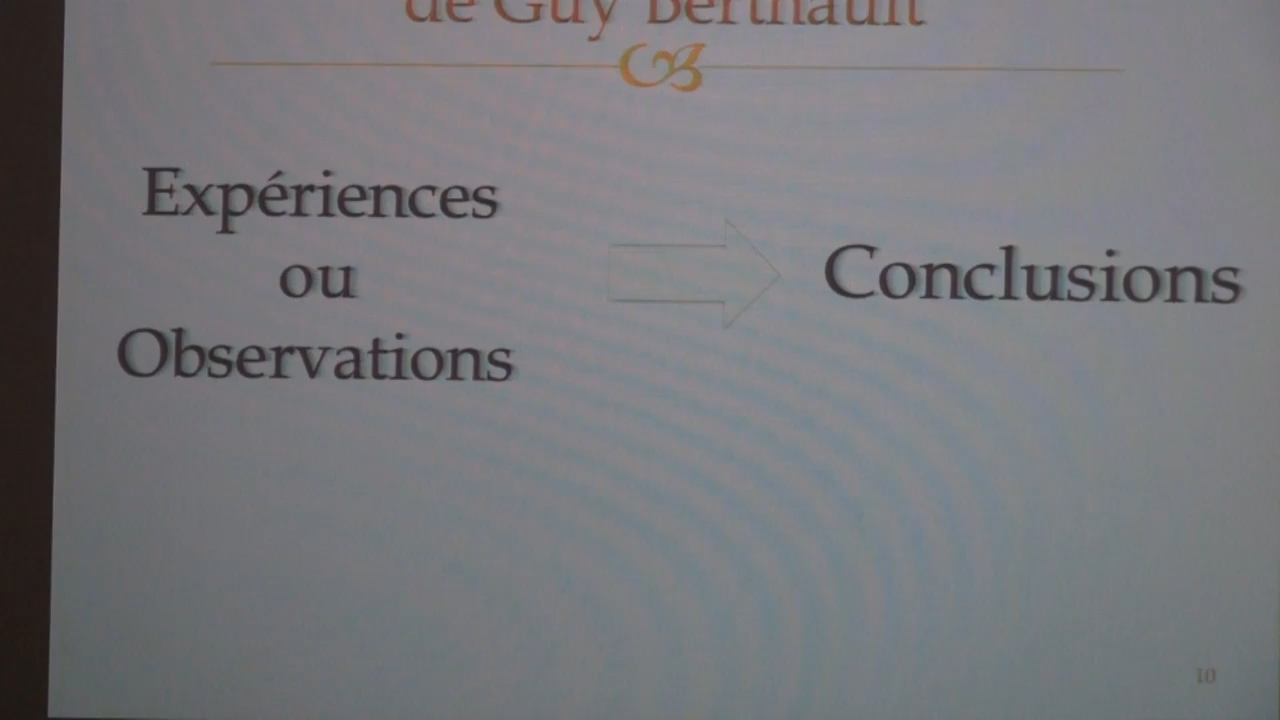 de Guy Berthault
Expériences
ou
Observations
Conclusions
10